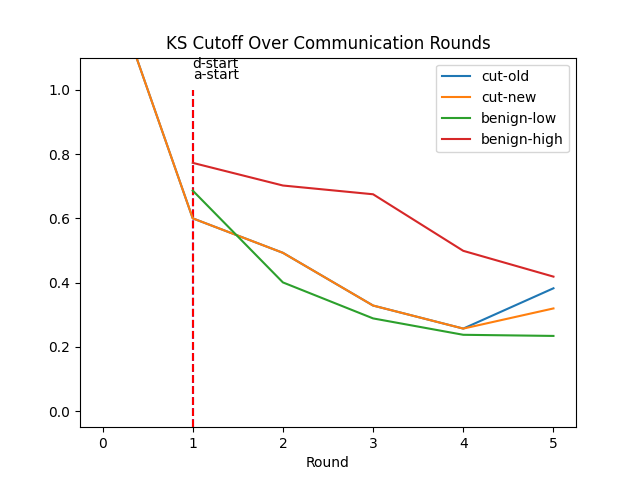 KS Cutoff Over Communication Rounds
d-start
a-start
cut-old
cut-new
benign-low
benign-high
1.0
0.8
0.6
0.4
0.2
0.0
0 1 2 3 4 5
Round